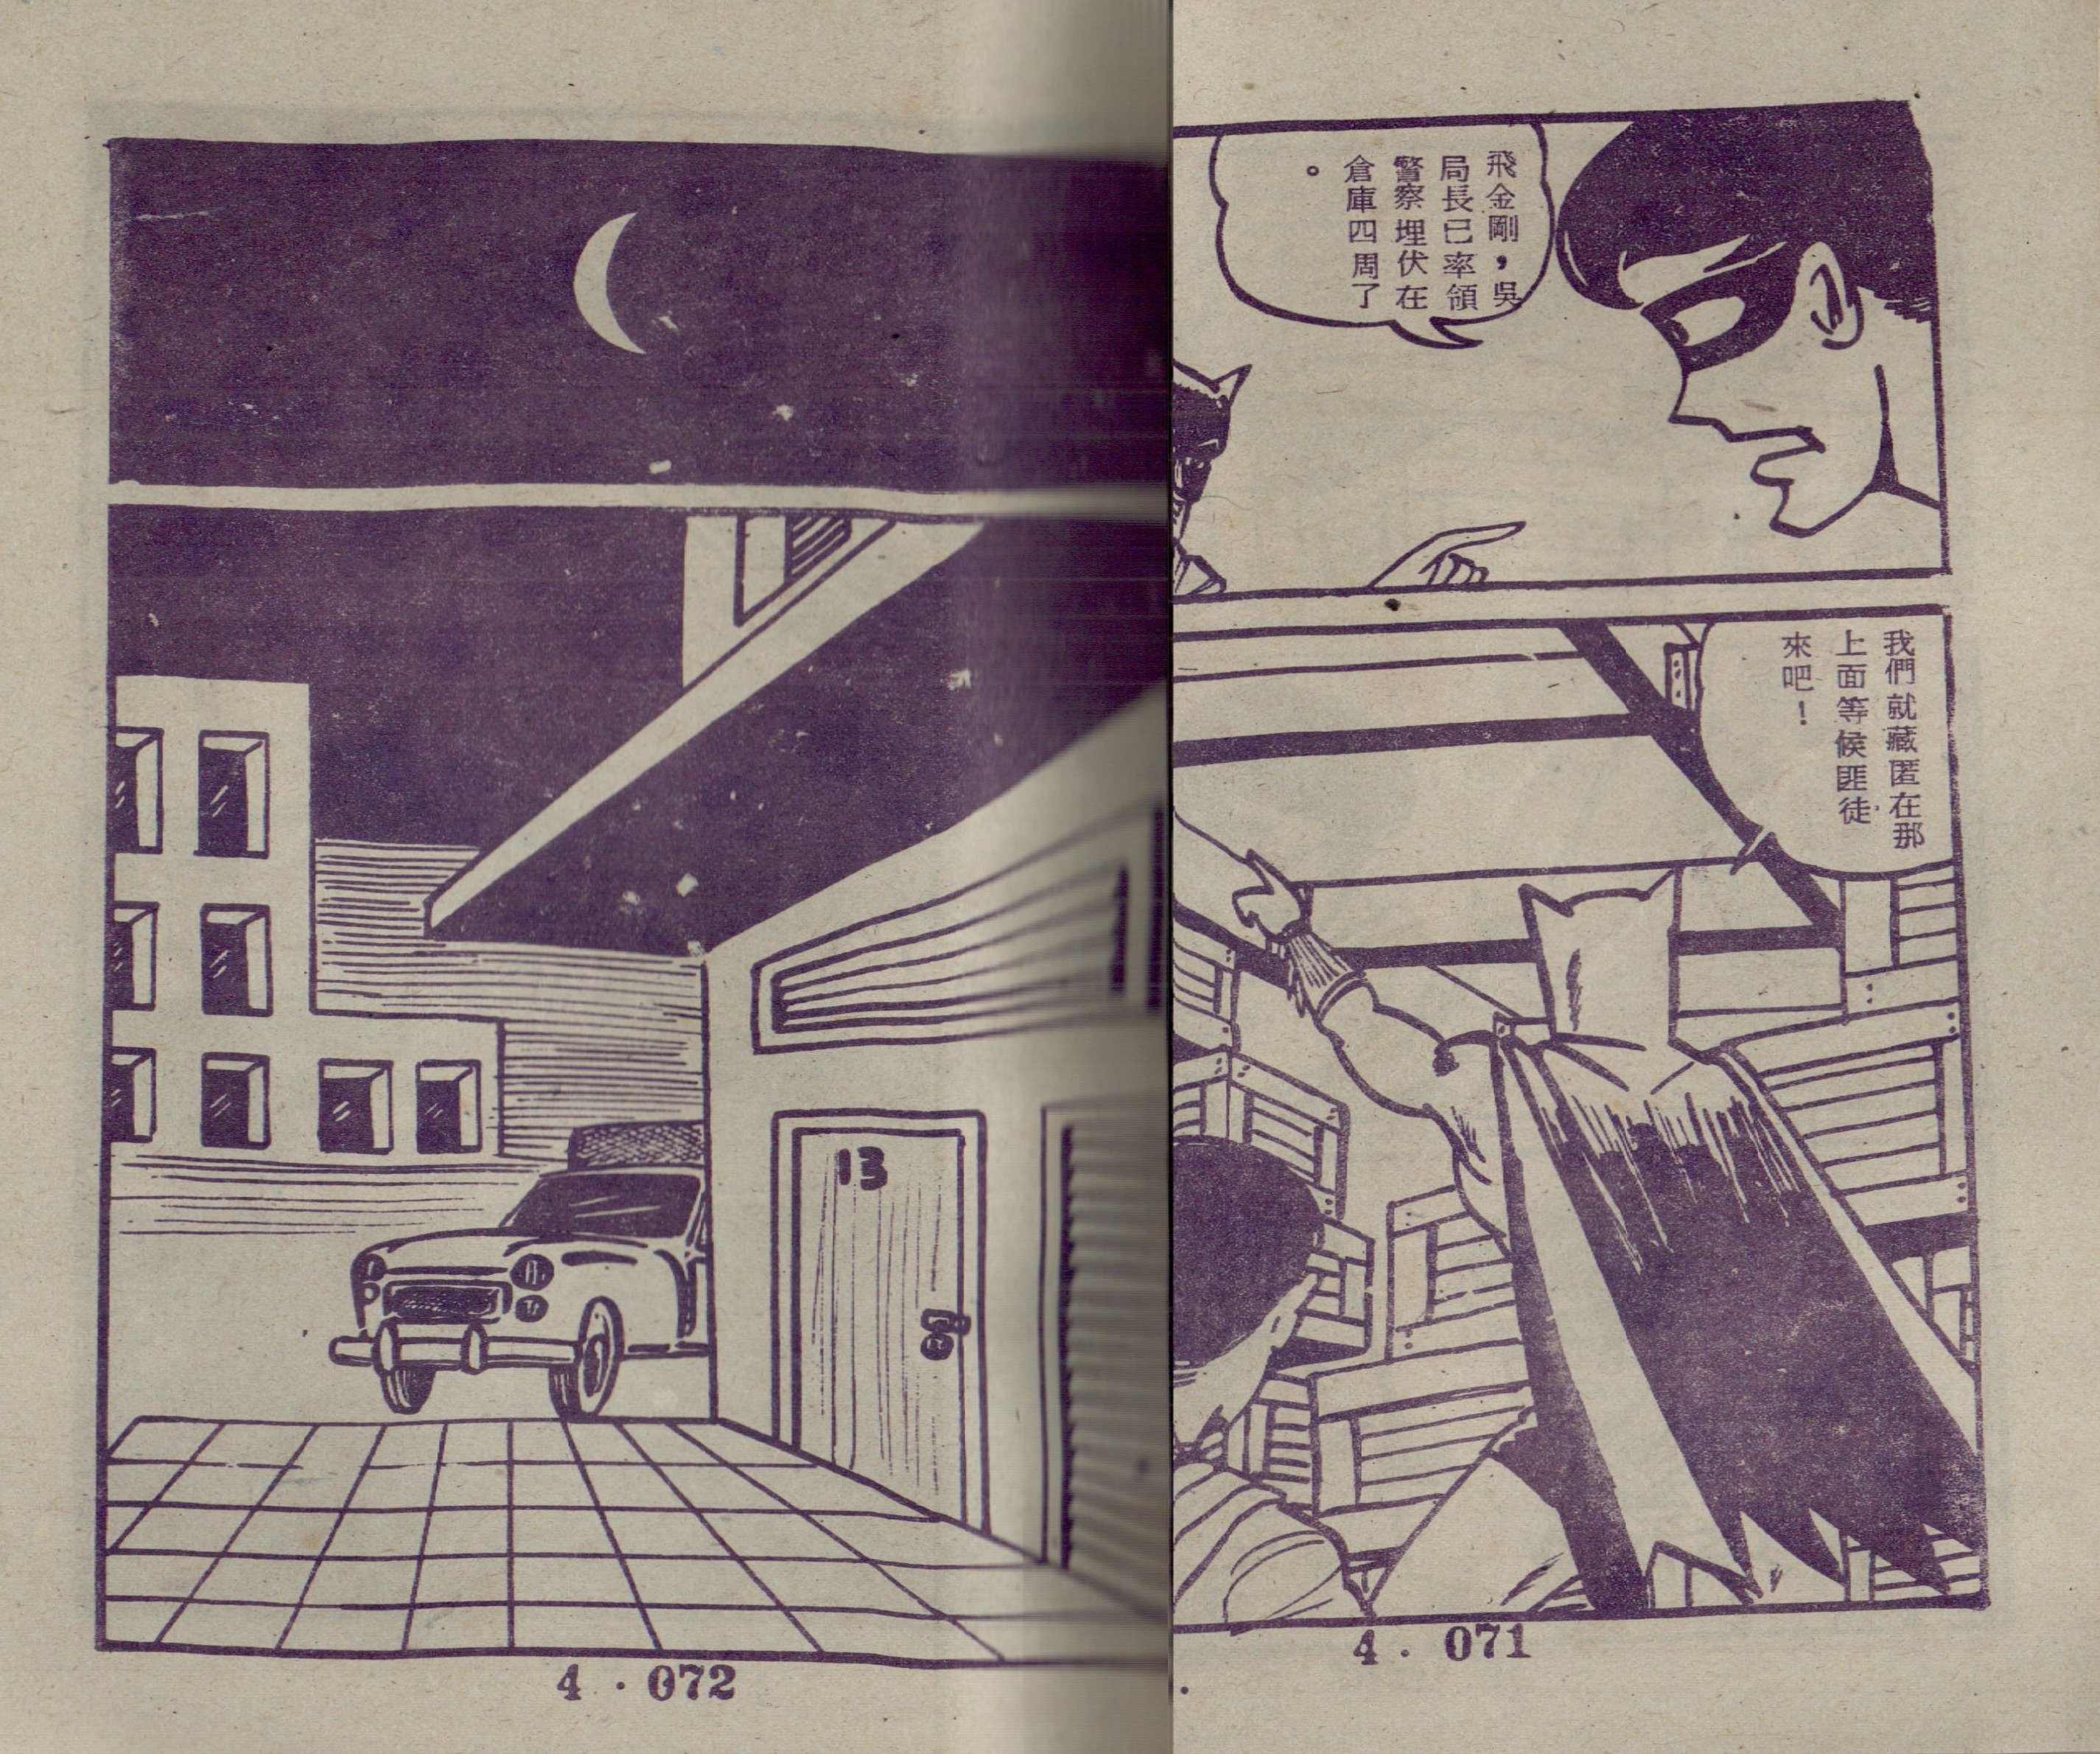 飛金剛，吳
局長已率領
警察埋伏在
倉庫四周了
。
我們就藏匿在那
上面等候匪徒
來吧！
4．071
13
4．072